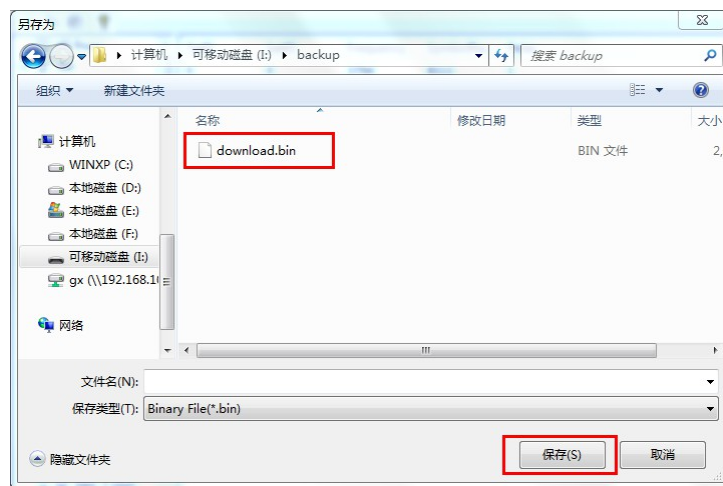 另存为
计算机 ▸ 可移动磁盘 (I:) ▸ backup
搜索 backup
组织 ▼ 新建文件夹
名称 修改日期 类型 大小
download.bin BIN 文件 2,
计算机
WINXP (C:)
本地磁盘 (D:)
本地磁盘 (E:)
本地磁盘 (F:)
可移动磁盘 (I:)
gx (\\192.168.10
网络
文件名(N):
保存类型(T): Binary File(*.bin)
隐藏文件夹 保存(S) 取消